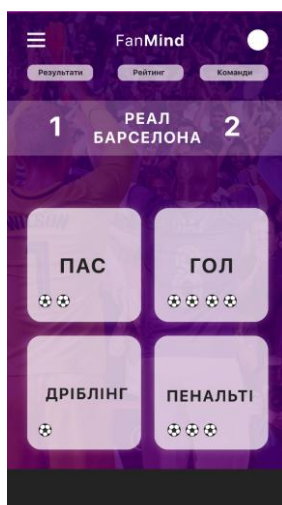 FanMind
Результати Рейтинг Команди
1 РЕАЛ 2
БАРСЕЛОНА
ПАС ГОЛ
ДРІБЛІНГ ПЕНАЛЬТІ